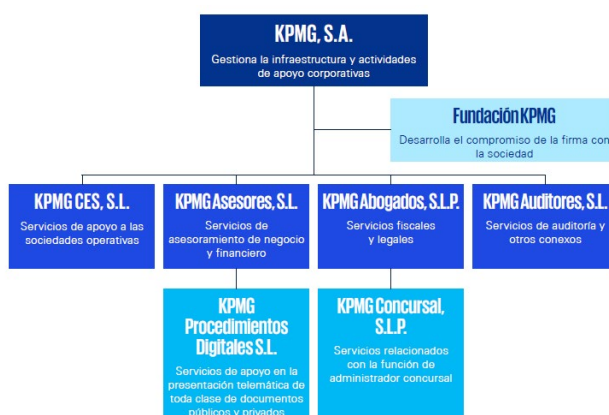 KPMG, S.A.
Gestiona la infraestructura y actividades
de apoyo corporativas
Fundación KPMG
Desarrolla el compromiso de la firma con
la sociedad
KPMG CES, S.L.
Servicios de apoyo a las
sociedades operativas
KPMG Asesores, S.L.
Servicios de
asesoramiento de negocio
y financiero
KPMG Abogados, S.L.P.
Servicios fiscales
y legales
KPMG Auditores, S.L.
Servicios de auditoría y
otros conexos
KPMG
Procedimientos
Digitales S.L.
Servicios de apoyo en la
presentación telemática de
toda clase de documentos
públicos y privados
KPMG Concursal,
S.L.P.
Servicios relacionados
con la función de
administrador concursal